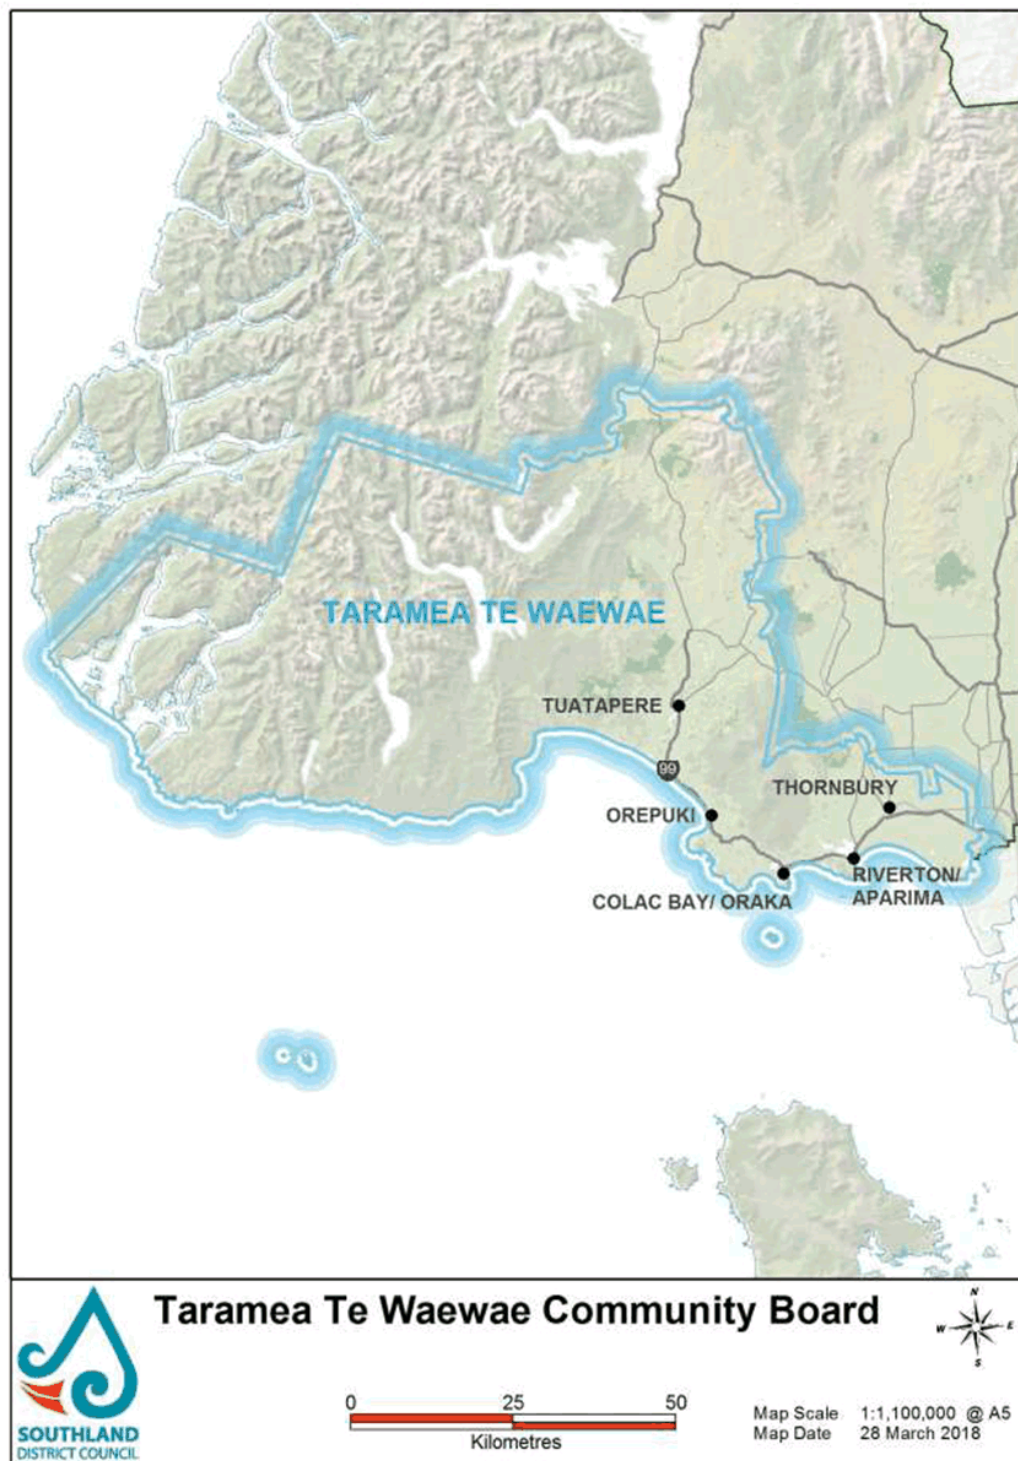 TARAMEA TE WAEWAE
TUATAPERE
99
THORNBURY
OREPUKI
RIVERTON/
APARIMA
COLAC BAY/ ORAKA
Taramea Te Waewae Community Board
N
W E
S
0 25 50
Kilometres
Map Scale 1:1,100,000 @ A5
Map Date 28 March 2018
SOUTHLAND
DISTRICT COUNCIL